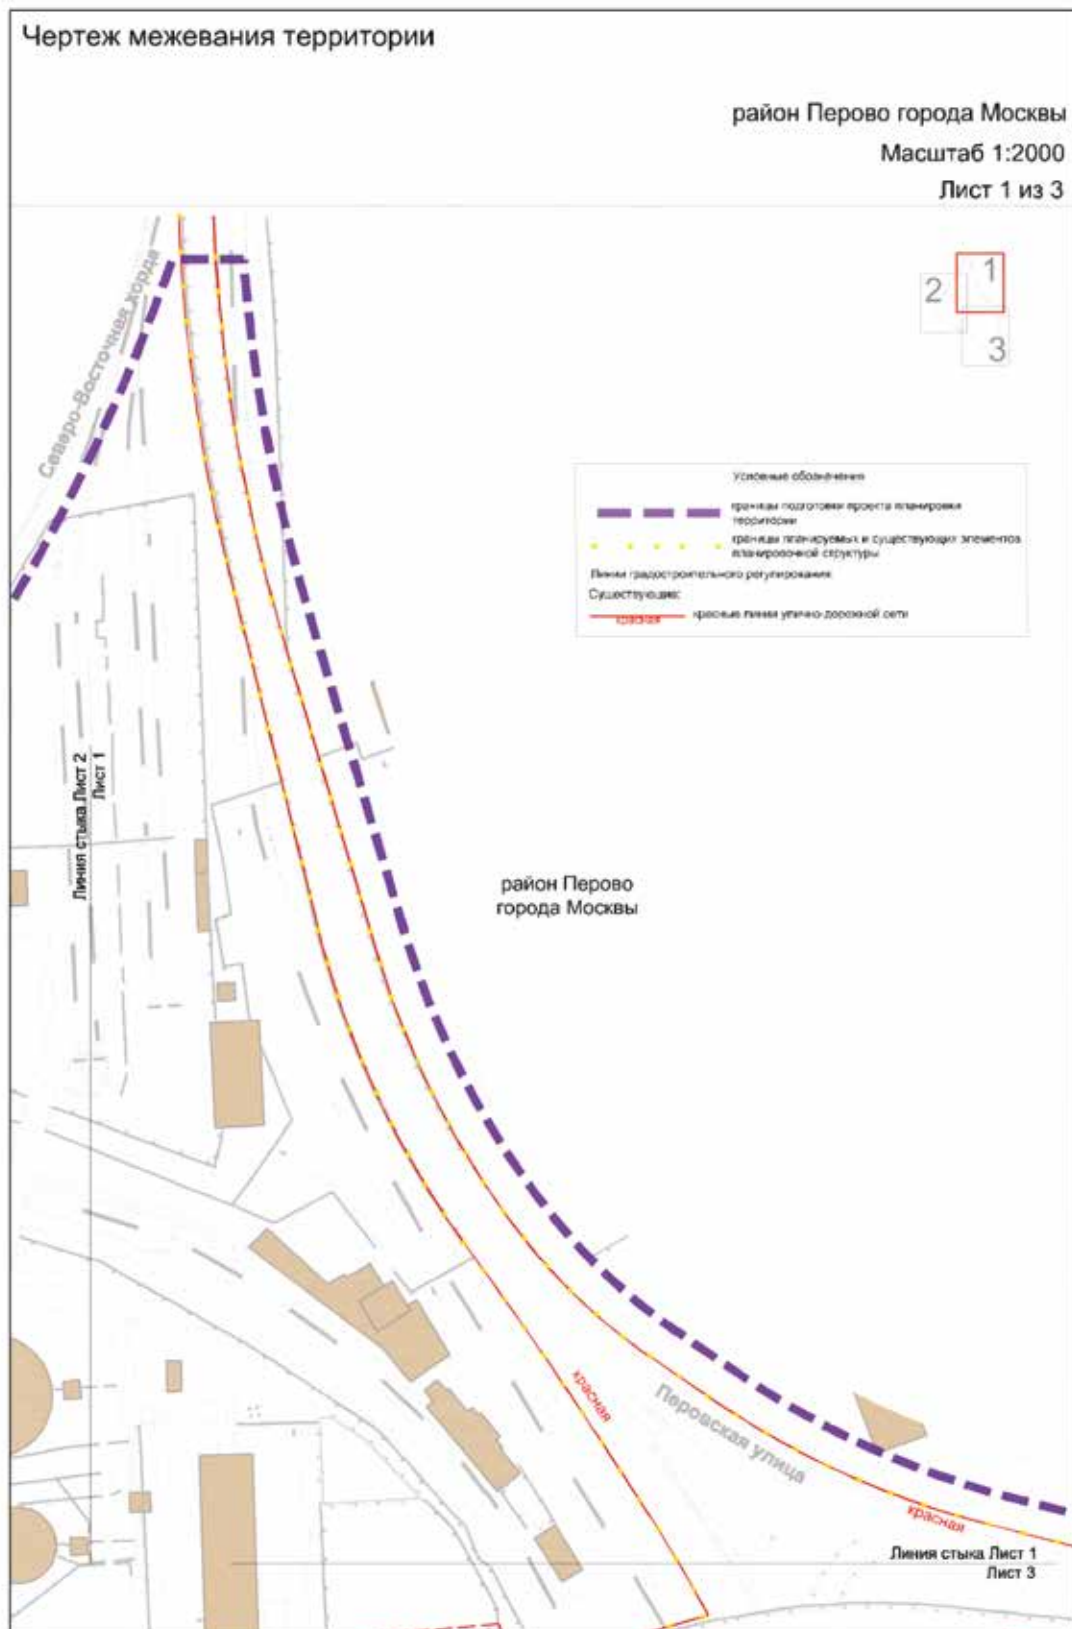 Чертеж межевания территории
район Перово города Москвы
Масштаб 1:2000
Лист 1 из 3
Северо-Восточная хорда
1
2
3
Условные обозначения
границы подготовки проекта планировки
территории
границы планируемых и существующих элементов
планировочной структуры
Линии градостроительного регулирования:
Существующие:
красная
красные линии улично-дорожной сети
Линия стыка Лист 2
Лист 1
район Перово
города Москвы
красная
Перовская улица
красная
Линия стыка Лист 1
Лист 3